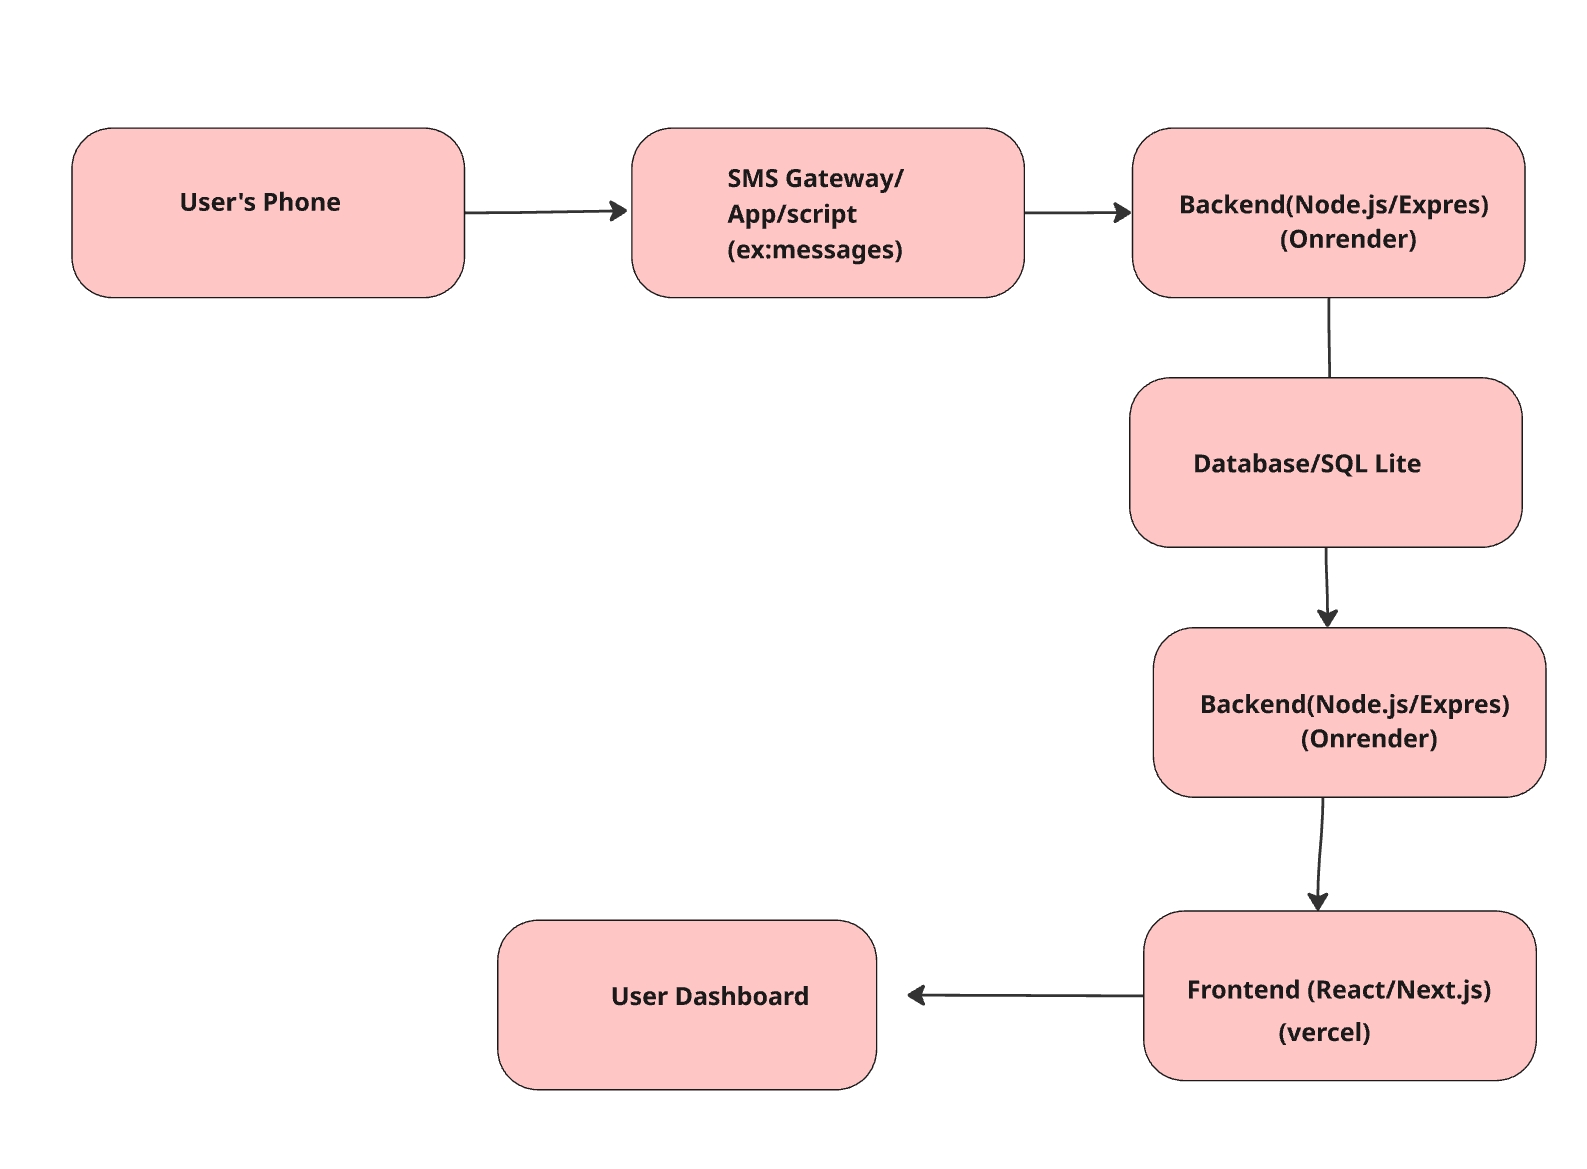 User's Phone
SMS Gateway/
App/script
(ex:messages)
Backend(Node.js/Expres)
(Onrender)
Database/SQL Lite
Backend(Node.js/Expres)
(Onrender)
Frontend (React/Next.js)
(vercel)
User Dashboard